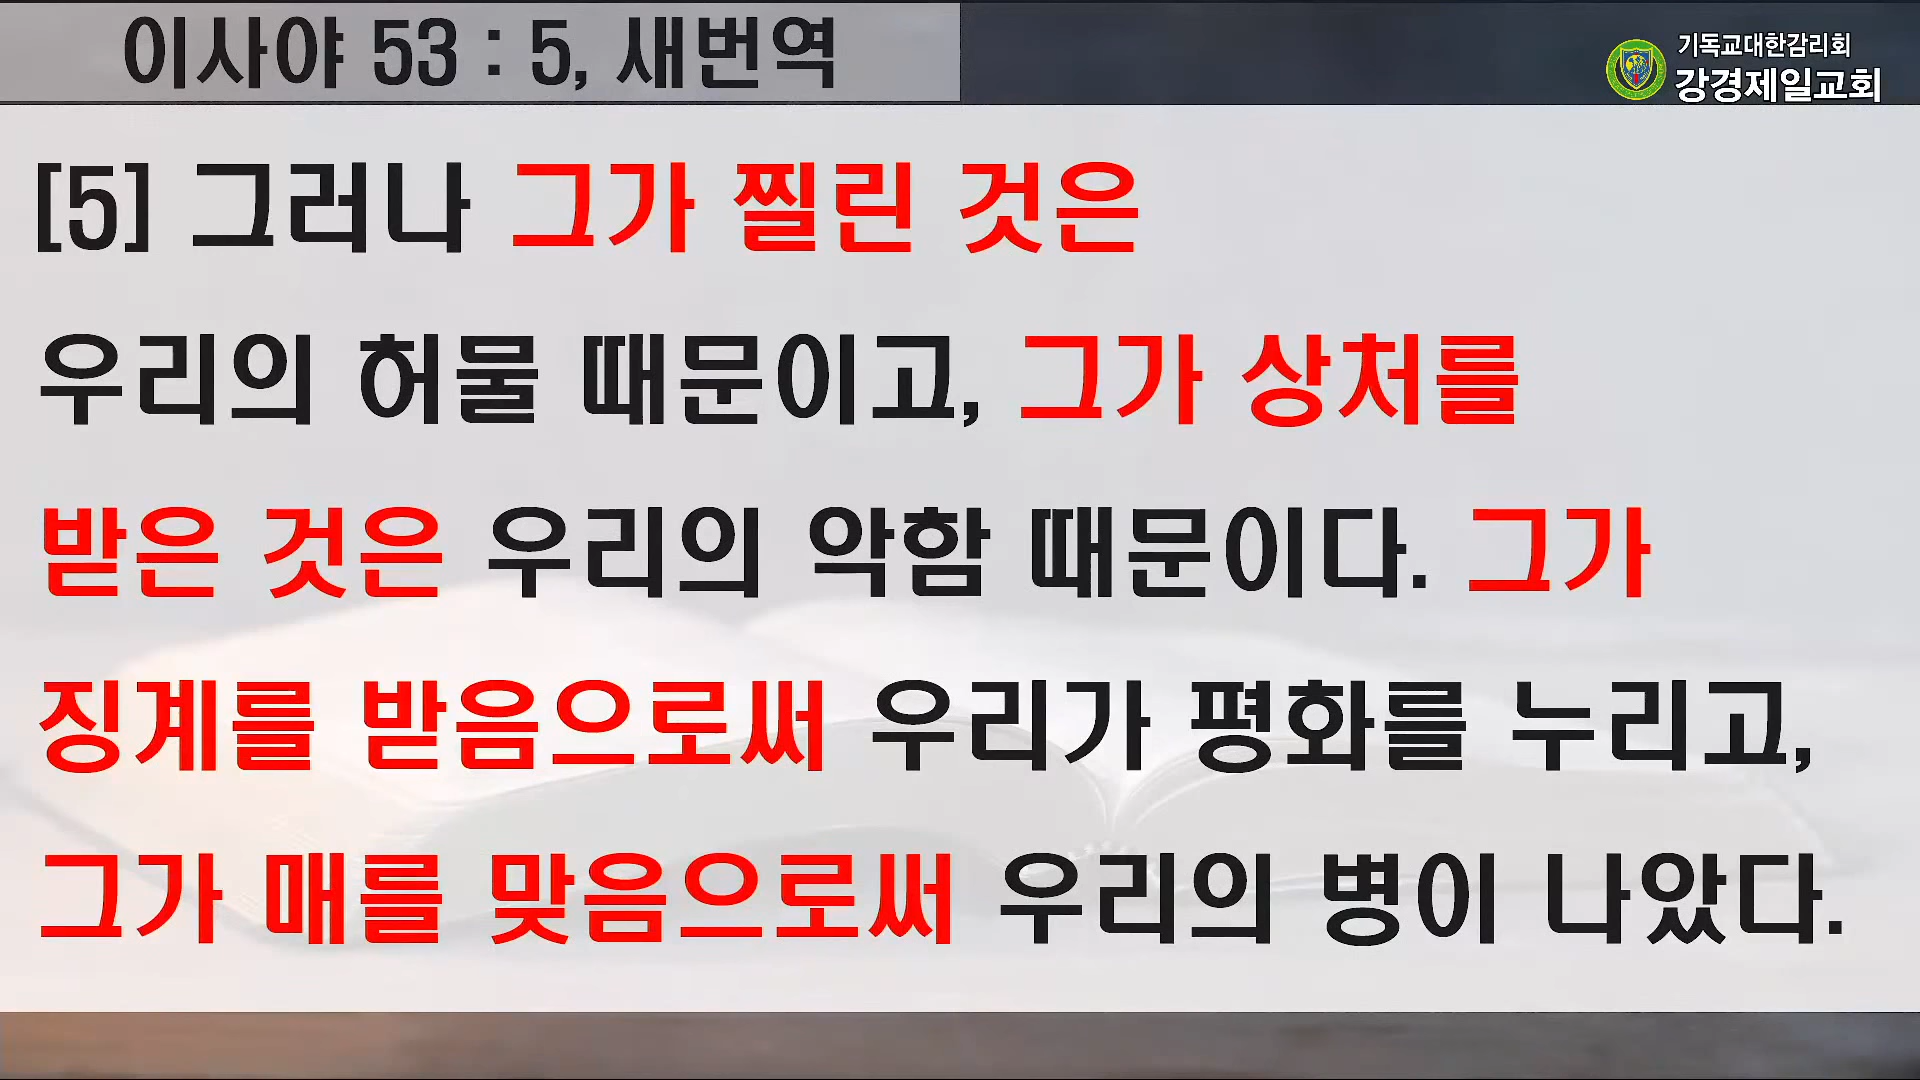 이사야 53 : 5, 새번역
기독교대한감리회
강경제일교회
[5] 그러나 그가 찔린 것은
우리의 허물 때문이고, 그가 상처를
받은 것은 우리의 악함 때문이다. 그가
징계를 받음으로써 우리가 평화를 누리고,
그가 매를 맞음으로써 우리의 병이 나았다.